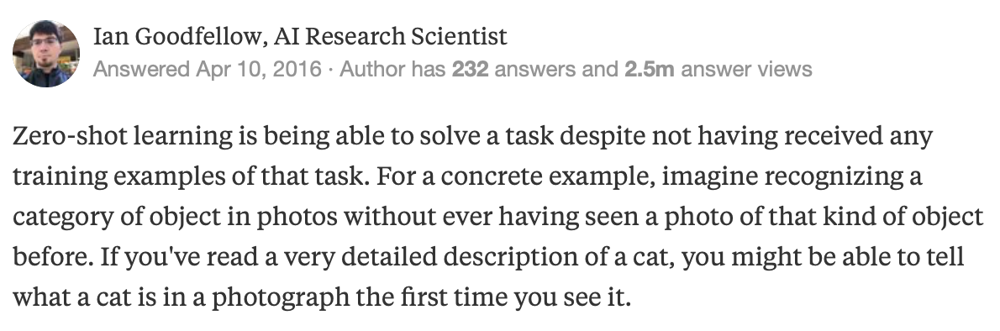 Ian Goodfellow, AI Research Scientist
Answered Apr 10, 2016 · Author has 232 answers and 2.5m answer views
Zero-shot learning is being able to solve a task despite not having received any
training examples of that task. For a concrete example, imagine recognizing a
category of object in photos without ever having seen a photo of that kind of object
before. If you've read a very detailed description of a cat, you might be able to tell
what a cat is in a photograph the first time you see it.